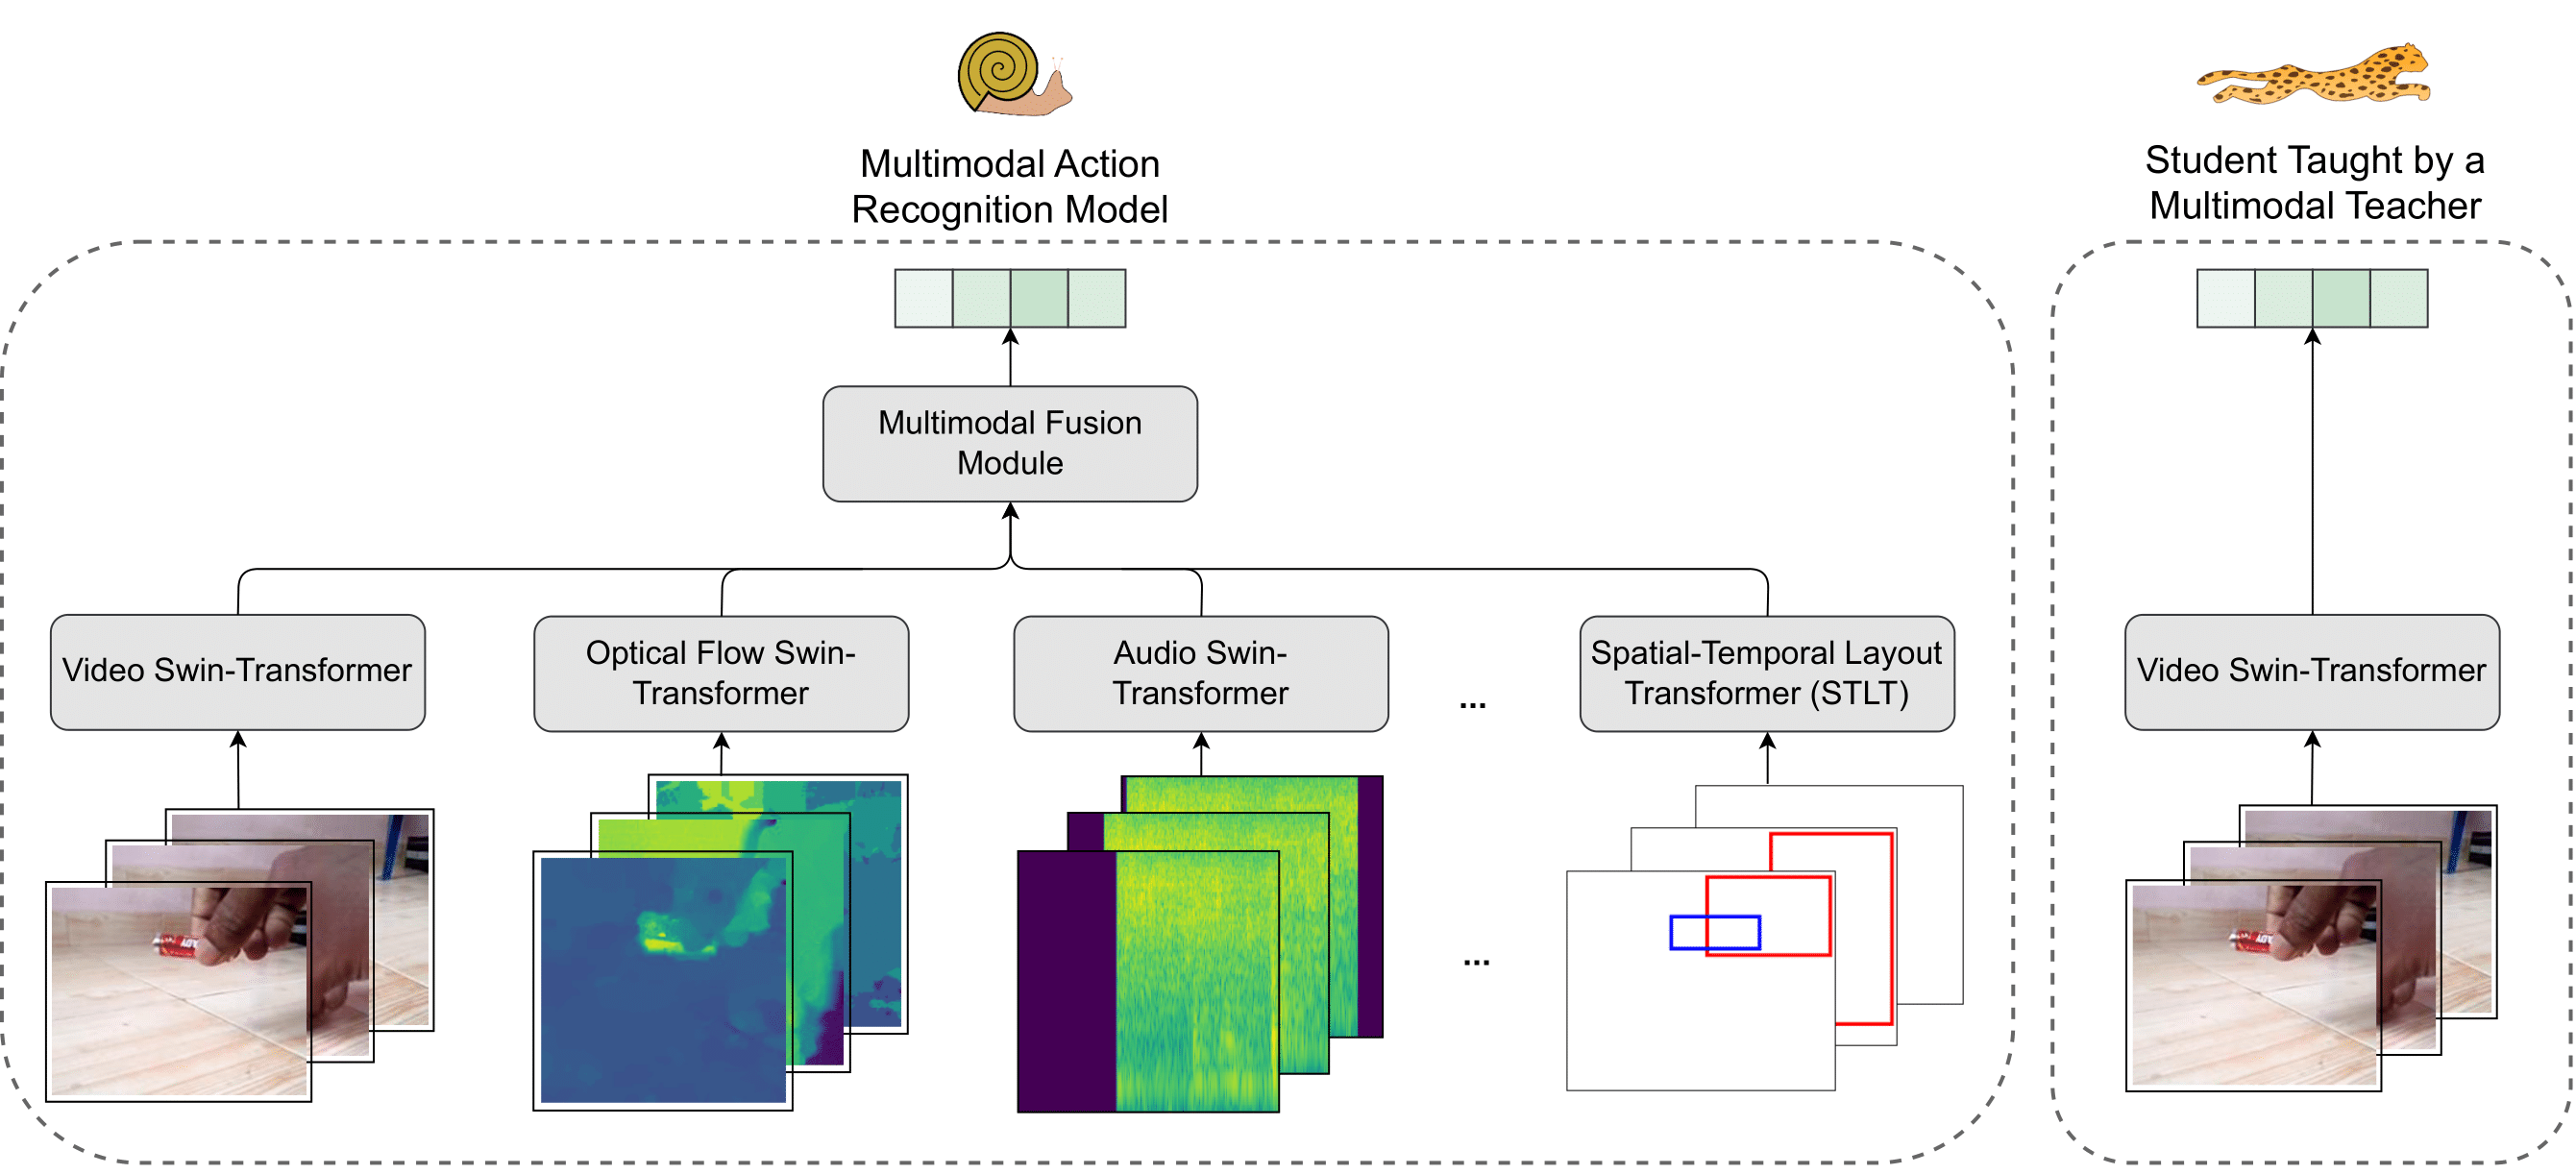 Multimodal Action
Recognition Model
Student Taught by a
Multimodal Teacher
Multimodal Fusion
Module
Video Swin-Transformer
Optical Flow Swin-
Transformer
Audio Swin-
Transformer
...
Spatial-Temporal Layout
Transformer (STLT)
Video Swin-Transformer
...